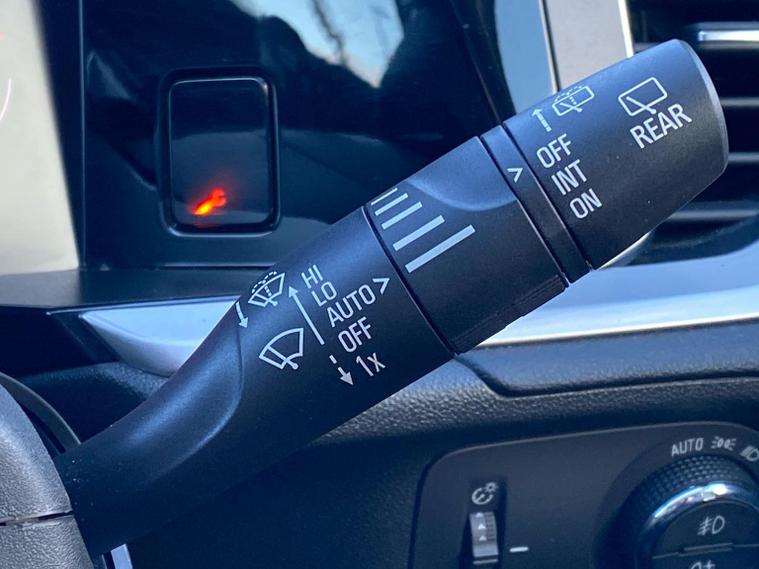 HI
LO
AUTO >
OFF
1x
>
OFF
INT
ON
REAR
AUTO